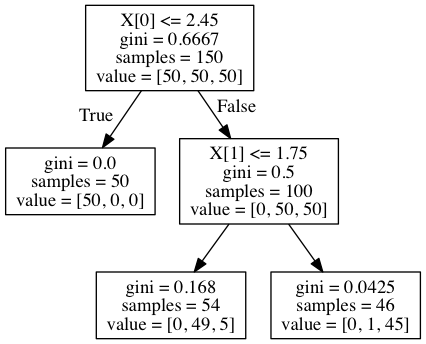 X[0] <= 2.45
gini = 0.6667
samples = 150
value = [50, 50, 50]
True
False
gini = 0.0
samples = 50
value = [50, 0, 0]
X[1] <= 1.75
gini = 0.5
samples = 100
value = [0, 50, 50]
gini = 0.168
samples = 54
value = [0, 49, 5]
gini = 0.0425
samples = 46
value = [0, 1, 45]